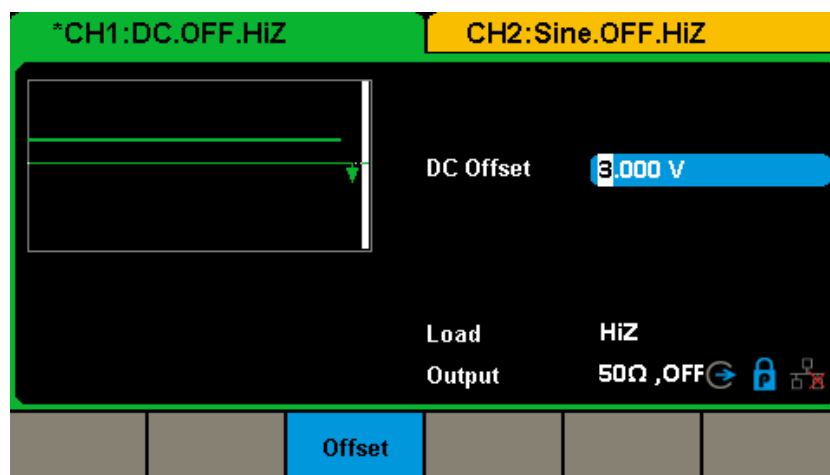 *CH1:DC.OFF.HiZ
CH2:Sine.OFF.HiZ
DC Offset 3.000 V
Load HiZ
Output 50Ω ,OFF
P
Offset